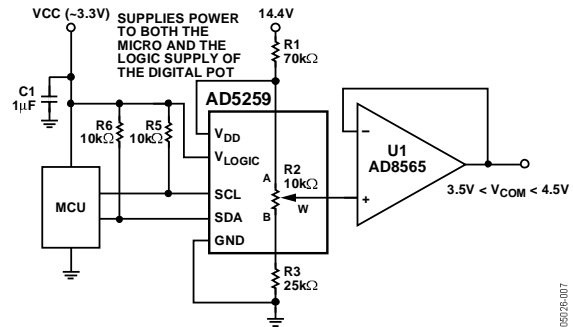 VCC (~3.3V)
SUPPLIES POWER
TO BOTH THE
MICRO AND THE
LOGIC SUPPLY OF
THE DIGITAL POT
14.4V
R1
70kΩ
C1
1μF
R6
10kΩ
R5
10kΩ
AD5259
VDD
VLOGIC
SCL
SDA
GND
MCU
A
R2
10kΩ
B
W
R3
25kΩ
−
+
U1
AD8565
3.5V < VCOM < 4.5V
05026-007